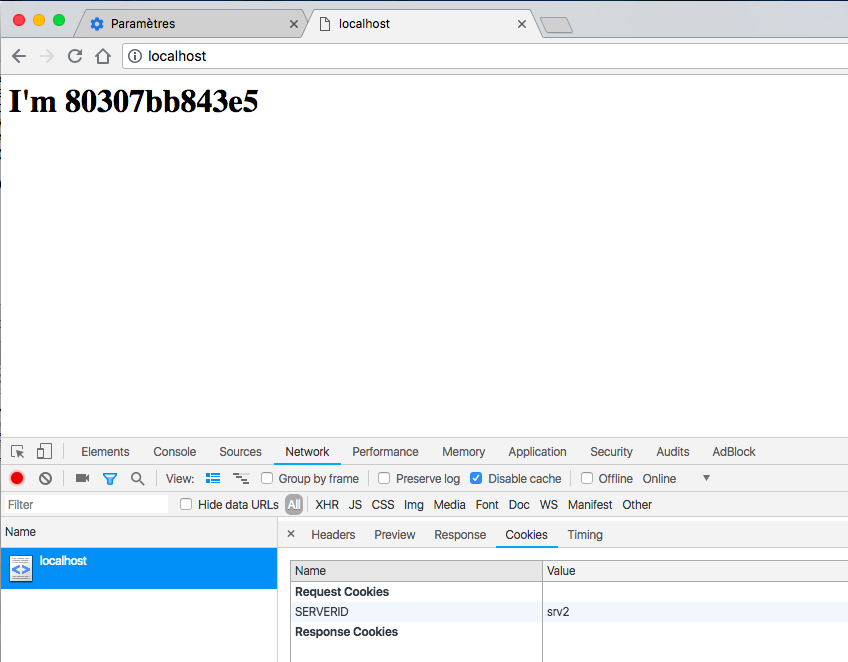 Paramètres
localhost
localhost
I'm 80307bb843e5
Elements Console Sources Network Performance Memory Application Security Audits AdBlock
View: Group by frame Preserve log Disable cache Offline Online
Filter Hide data URLs All XHR JS CSS Img Media Font Doc WS Manifest Other
Name
localhost
Headers Preview Response Cookies Timing
Name Value
Request Cookies
SERVERID srv2
Response Cookies